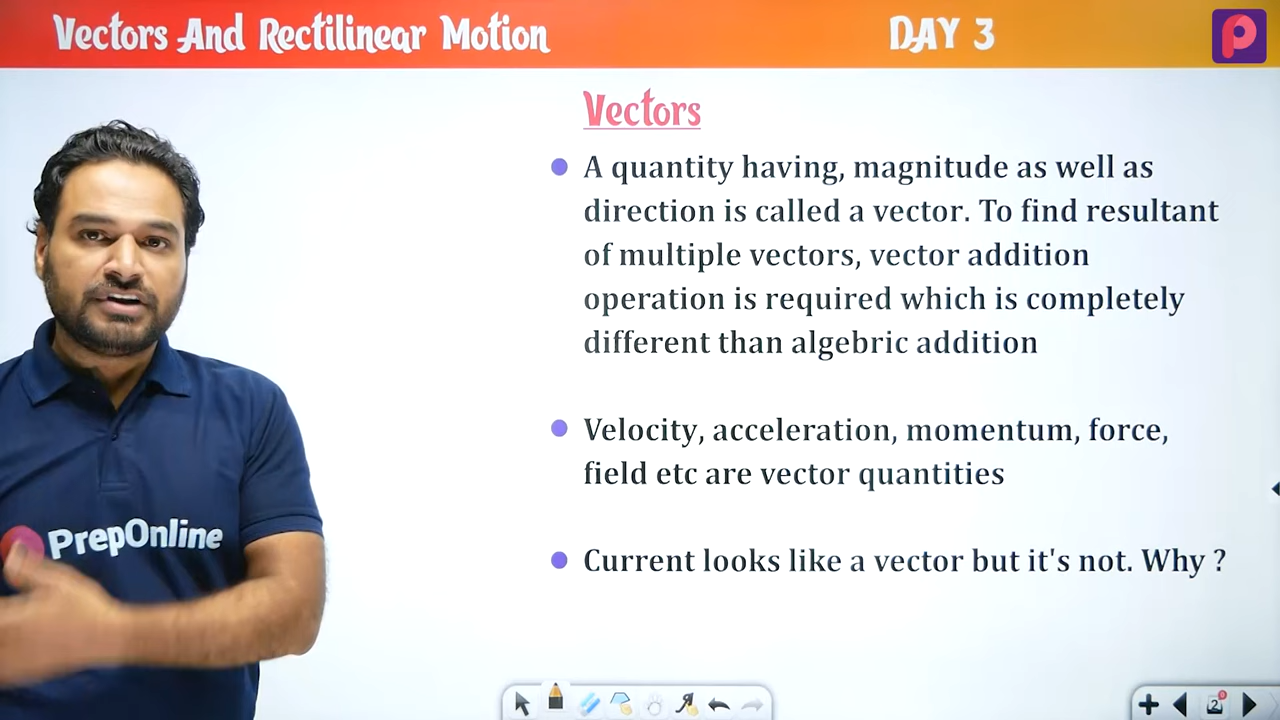 Vectors And Rectilinear Motion
DAY 3
Vectors
A quantity having, magnitude as well as
direction is called a vector. To find resultant
of multiple vectors, vector addition
operation is required which is completely
different than algebric addition
Velocity, acceleration, momentum, force,
field etc are vector quantities
Current looks like a vector but it's not. Why ?
PrepOnline
2